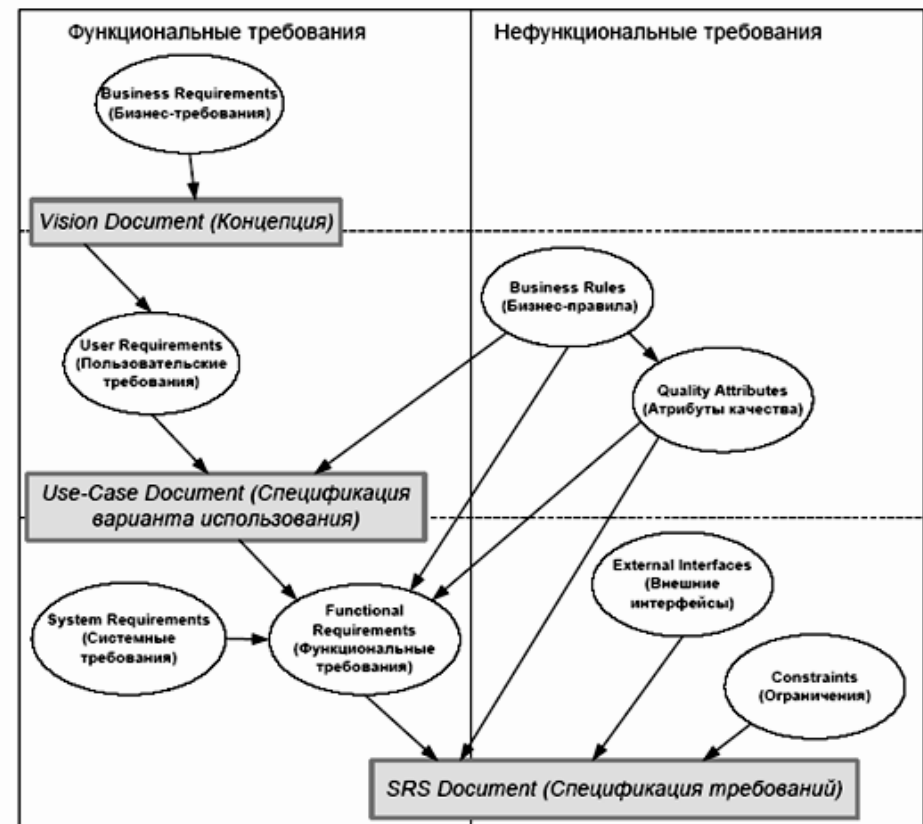 Функциональные требования
Нефункциональные требования
Business Requirements
(Бизнес-требования)
Vision Document (Концепция)
Business Rules
(Бизнес-правила)
User Requirements
(Пользовательские
требования)
Quality Attributes
(Атрибуты качества)
Use-Case Document (Спецификация
варианта использования)
External Interfaces
(Внешние
интерфейсы)
System Requirements
(Системные
требования)
Functional
Requirements
(Функциональные
требования)
Constraints
(Ограничения)
SRS Document (Спецификация требований)